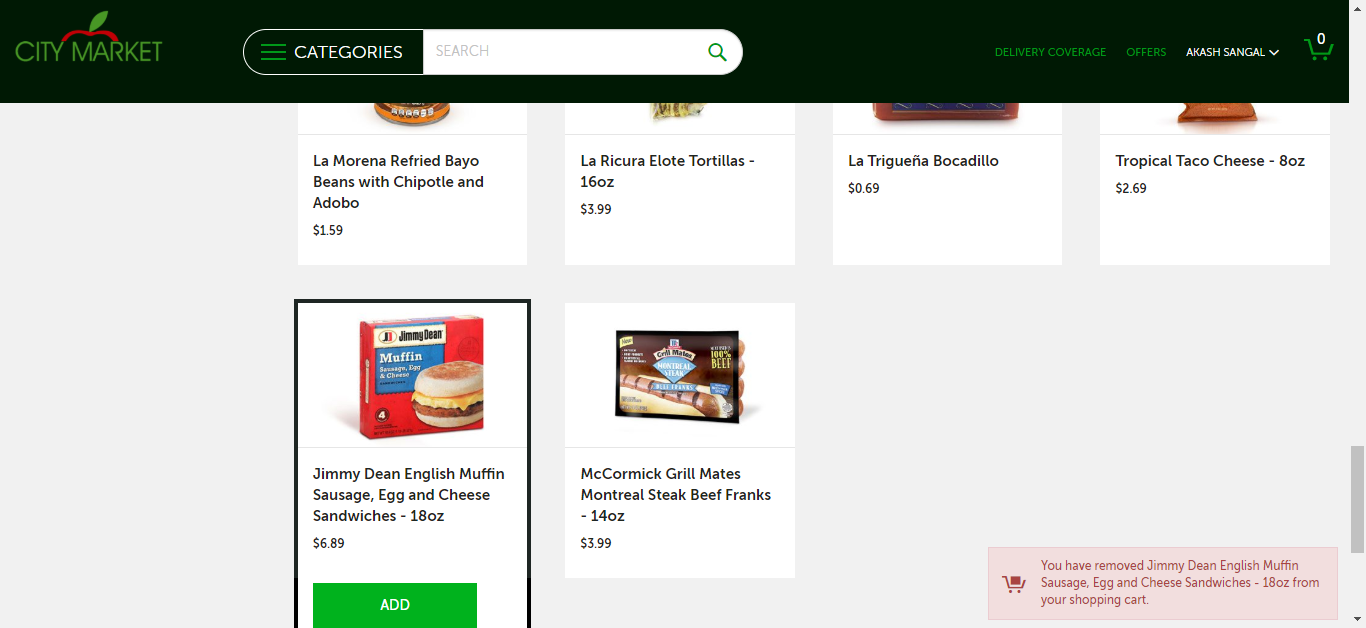 CITY MARKET
CATEGORIES
SEARCH
DELIVERY COVERAGE
OFFERS
AKASH SANGAL
0
La Morena Refried Bayo
Beans with Chipotle and
Adobo
$1.59
La Ricura Elote Tortillas -
16oz
$3.99
La Trigueña Bocadillo
$0.69
Tropical Taco Cheese - 8oz
$2.69
Jimmy Dean
Muffin
Sausage, Egg
& Cheese
4
Jimmy Dean English Muffin
Sausage, Egg and Cheese
Sandwiches - 18oz
$6.89
ADD
Grill Mates
MONTREAL
STEAK
BEEF FRANKS
100%
BEEF
McCormick Grill Mates
Montreal Steak Beef Franks
- 14oz
$3.99
You have removed Jimmy Dean English Muffin
Sausage, Egg and Cheese Sandwiches - 18oz from
your shopping cart.